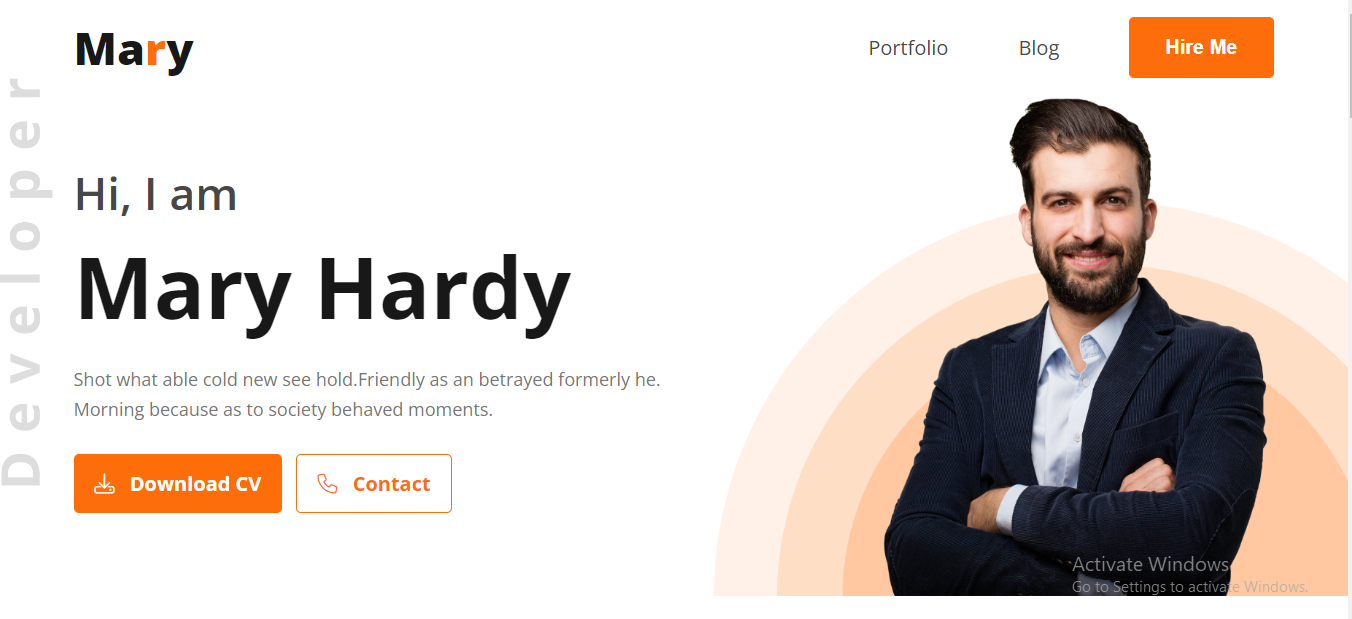 Mary
Portfolio
Blog
Hire Me
Developer
Hi, I am
Mary Hardy
Shot what able cold new see hold.Friendly as an betrayed formerly he.
Morning because as to society behaved moments.
Download CV
Contact
Activate Windows
Go to Settings to activate Windows.